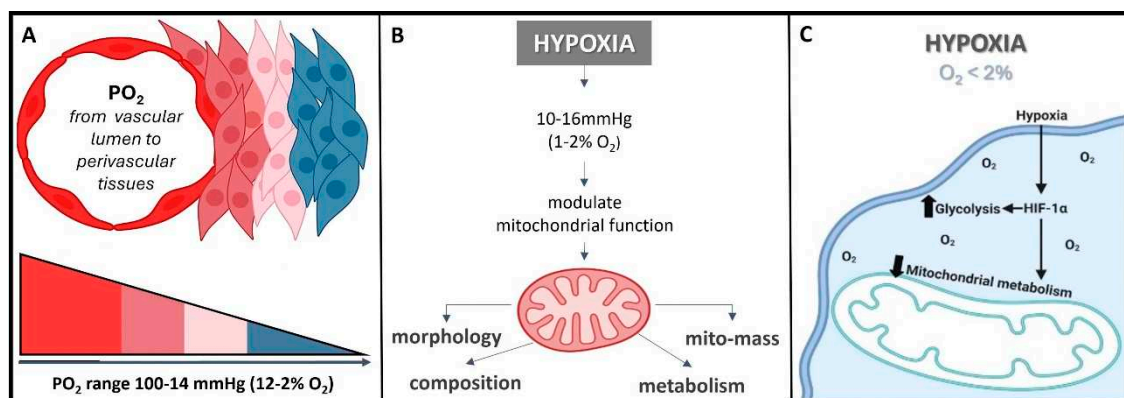 A
PO₂
from vascular
lumen to
perivascular
tissues
PO₂ range 100-14 mmHg (12-2% O₂)
B
HYPOXIA
10-16mmHg
(1-2% O₂)
modulate
mitochondrial function
morphology
mito-mass
composition
metabolism
C
HYPOXIA
O₂ < 2%
Hypoxia
O₂
O₂
Glycolysis
HIF-1α
O₂
O₂
O₂
Mitochondrial metabolism